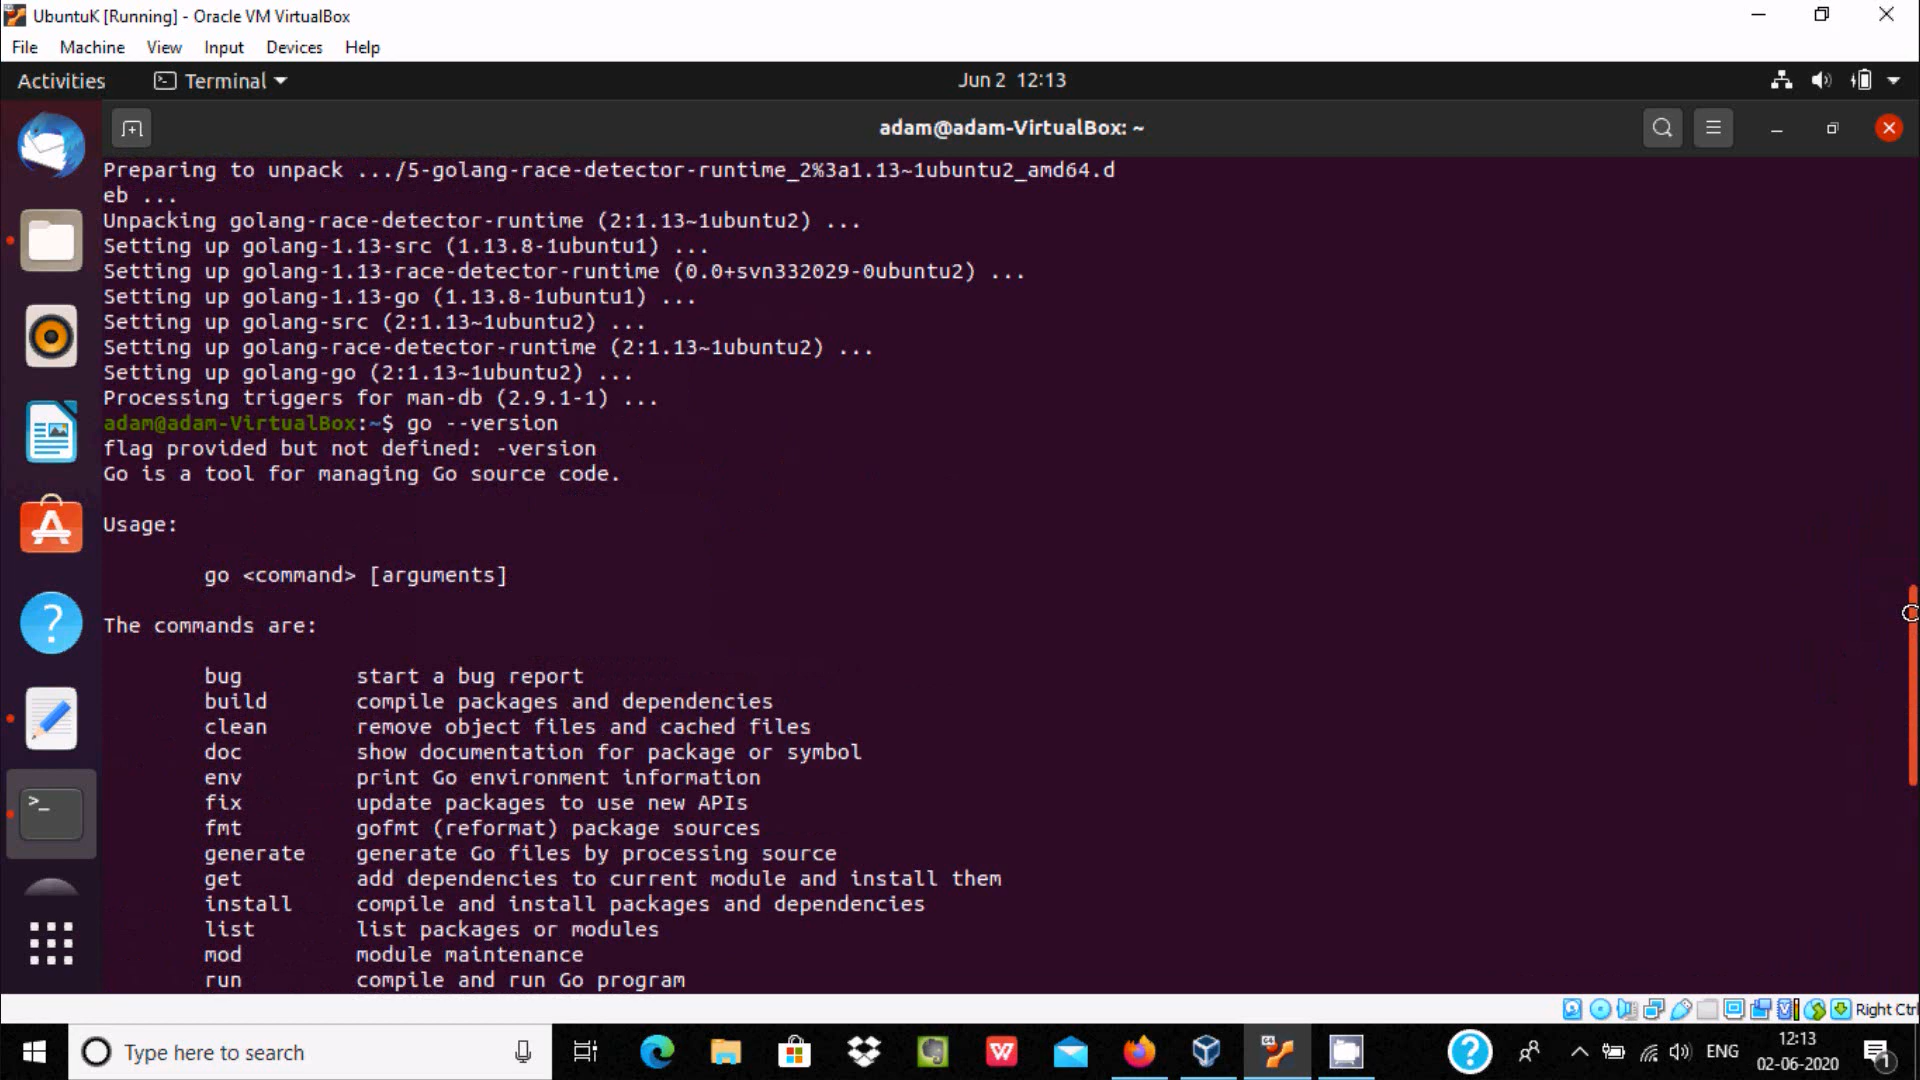 UbuntuK [Running] - Oracle VM VirtualBox
File Machine View Input Devices Help
Activities Terminal Jun 2 12:13
adam@adam-VirtualBox: ~
Preparing to unpack .../5-golang-race-detector-runtime_2%3a1.13~1ubuntu2_amd64.d
eb ...
Unpacking golang-race-detector-runtime (2:1.13~1ubuntu2) ...
Setting up golang-1.13-src (1.13.8-1ubuntu1) ...
Setting up golang-1.13-race-detector-runtime (0.0+svn332029-0ubuntu2) ...
Setting up golang-1.13-go (1.13.8-1ubuntu1) ...
Setting up golang-src (2:1.13~1ubuntu2) ...
Setting up golang-race-detector-runtime (2:1.13~1ubuntu2) ...
Setting up golang-go (2:1.13~1ubuntu2) ...
Processing triggers for man-db (2.9.1-1) ...
adam@adam-VirtualBox:~$ go --version
flag provided but not defined: -version
Go is a tool for managing Go source code.
Usage:
go <command> [arguments]
The commands are:
bug start a bug report
build compile packages and dependencies
clean remove object files and cached files
doc show documentation for package or symbol
env print Go environment information
fix update packages to use new APIs
fmt gofmt (reformat) package sources
generate generate Go files by processing source
get add dependencies to current module and install them
install compile and install packages and dependencies
list list packages or modules
mod module maintenance
run compile and run Go program
Right Ctrl
Type here to search
ENG
12:13
02-06-2020
1